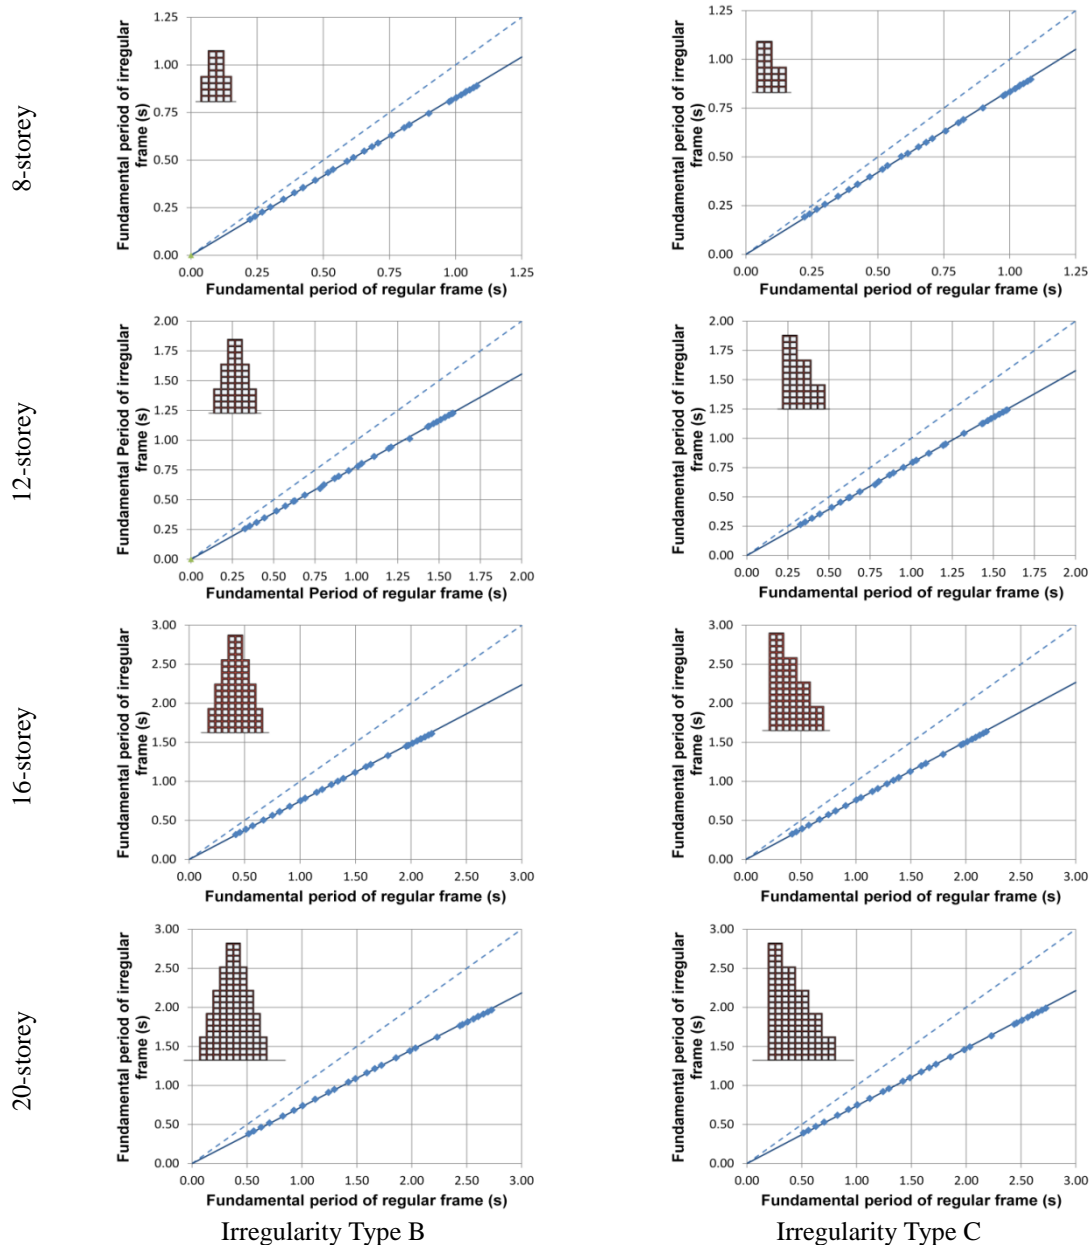 8-storey
Fundamental period of irregular
frame (s)
1.25
1.00
0.75
0.50
0.25
0.00
0.00 0.25 0.50 0.75 1.00 1.25
Fundamental period of regular frame (s)
Fundamental period of irregular
frame (s)
1.25
1.00
0.75
0.50
0.25
0.00
0.00 0.25 0.50 0.75 1.00 1.25
Fundamental period of regular frame (s)
12-storey
Fundamental Period of irregular
frame (s)
2.00
1.75
1.50
1.25
1.00
0.75
0.50
0.25
0.00
0.00 0.25 0.50 0.75 1.00 1.25 1.50 1.75 2.00
Fundamental Period of regular frame (s)
Fundamental period of irregular
frame (s)
2.00
1.75
1.50
1.25
1.00
0.75
0.50
0.25
0.00
0.00 0.25 0.50 0.75 1.00 1.25 1.50 1.75 2.00
Fundamental period of regular frame (s)
16-storey
Fundamental period of irregular
frame (s)
3.00
2.50
2.00
1.50
1.00
0.50
0.00
0.00 0.50 1.00 1.50 2.00 2.50 3.00
Fundamental period of regular frame (s)
Fundamental period of irregular
frame (s)
3.00
2.50
2.00
1.50
1.00
0.50
0.00
0.00 0.50 1.00 1.50 2.00 2.50 3.00
Fundamental period of regular frame (s)
20-storey
Fundamental period of irregular
frame (s)
3.00
2.50
2.00
1.50
1.00
0.50
0.00
0.00 0.50 1.00 1.50 2.00 2.50 3.00
Fundamental period of regular frame (s)
Fundamental period of irregular
frame (s)
3.00
2.50
2.00
1.50
1.00
0.50
0.00
0.00 0.50 1.00 1.50 2.00 2.50 3.00
Fundamental period of regular frame (s)
Irregularity Type B
Irregularity Type C